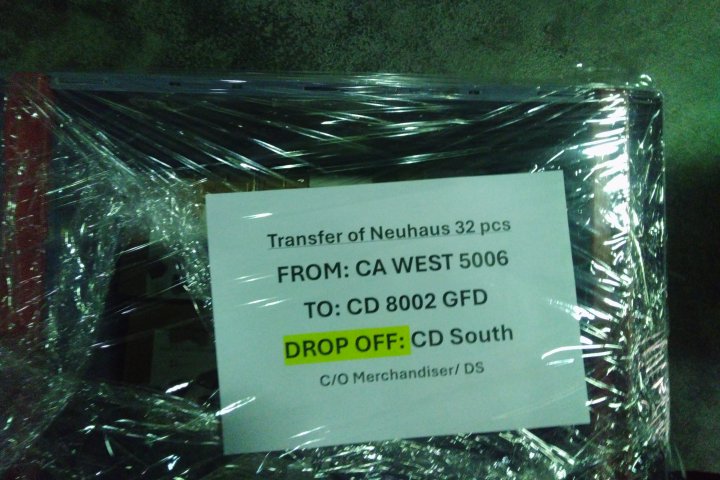 Transfer of Neuhaus 32 pcs
FROM: CA WEST 5006
TO: CD 8002 GFD
DROP OFF: CD South
C/O Merchandiser/ DS